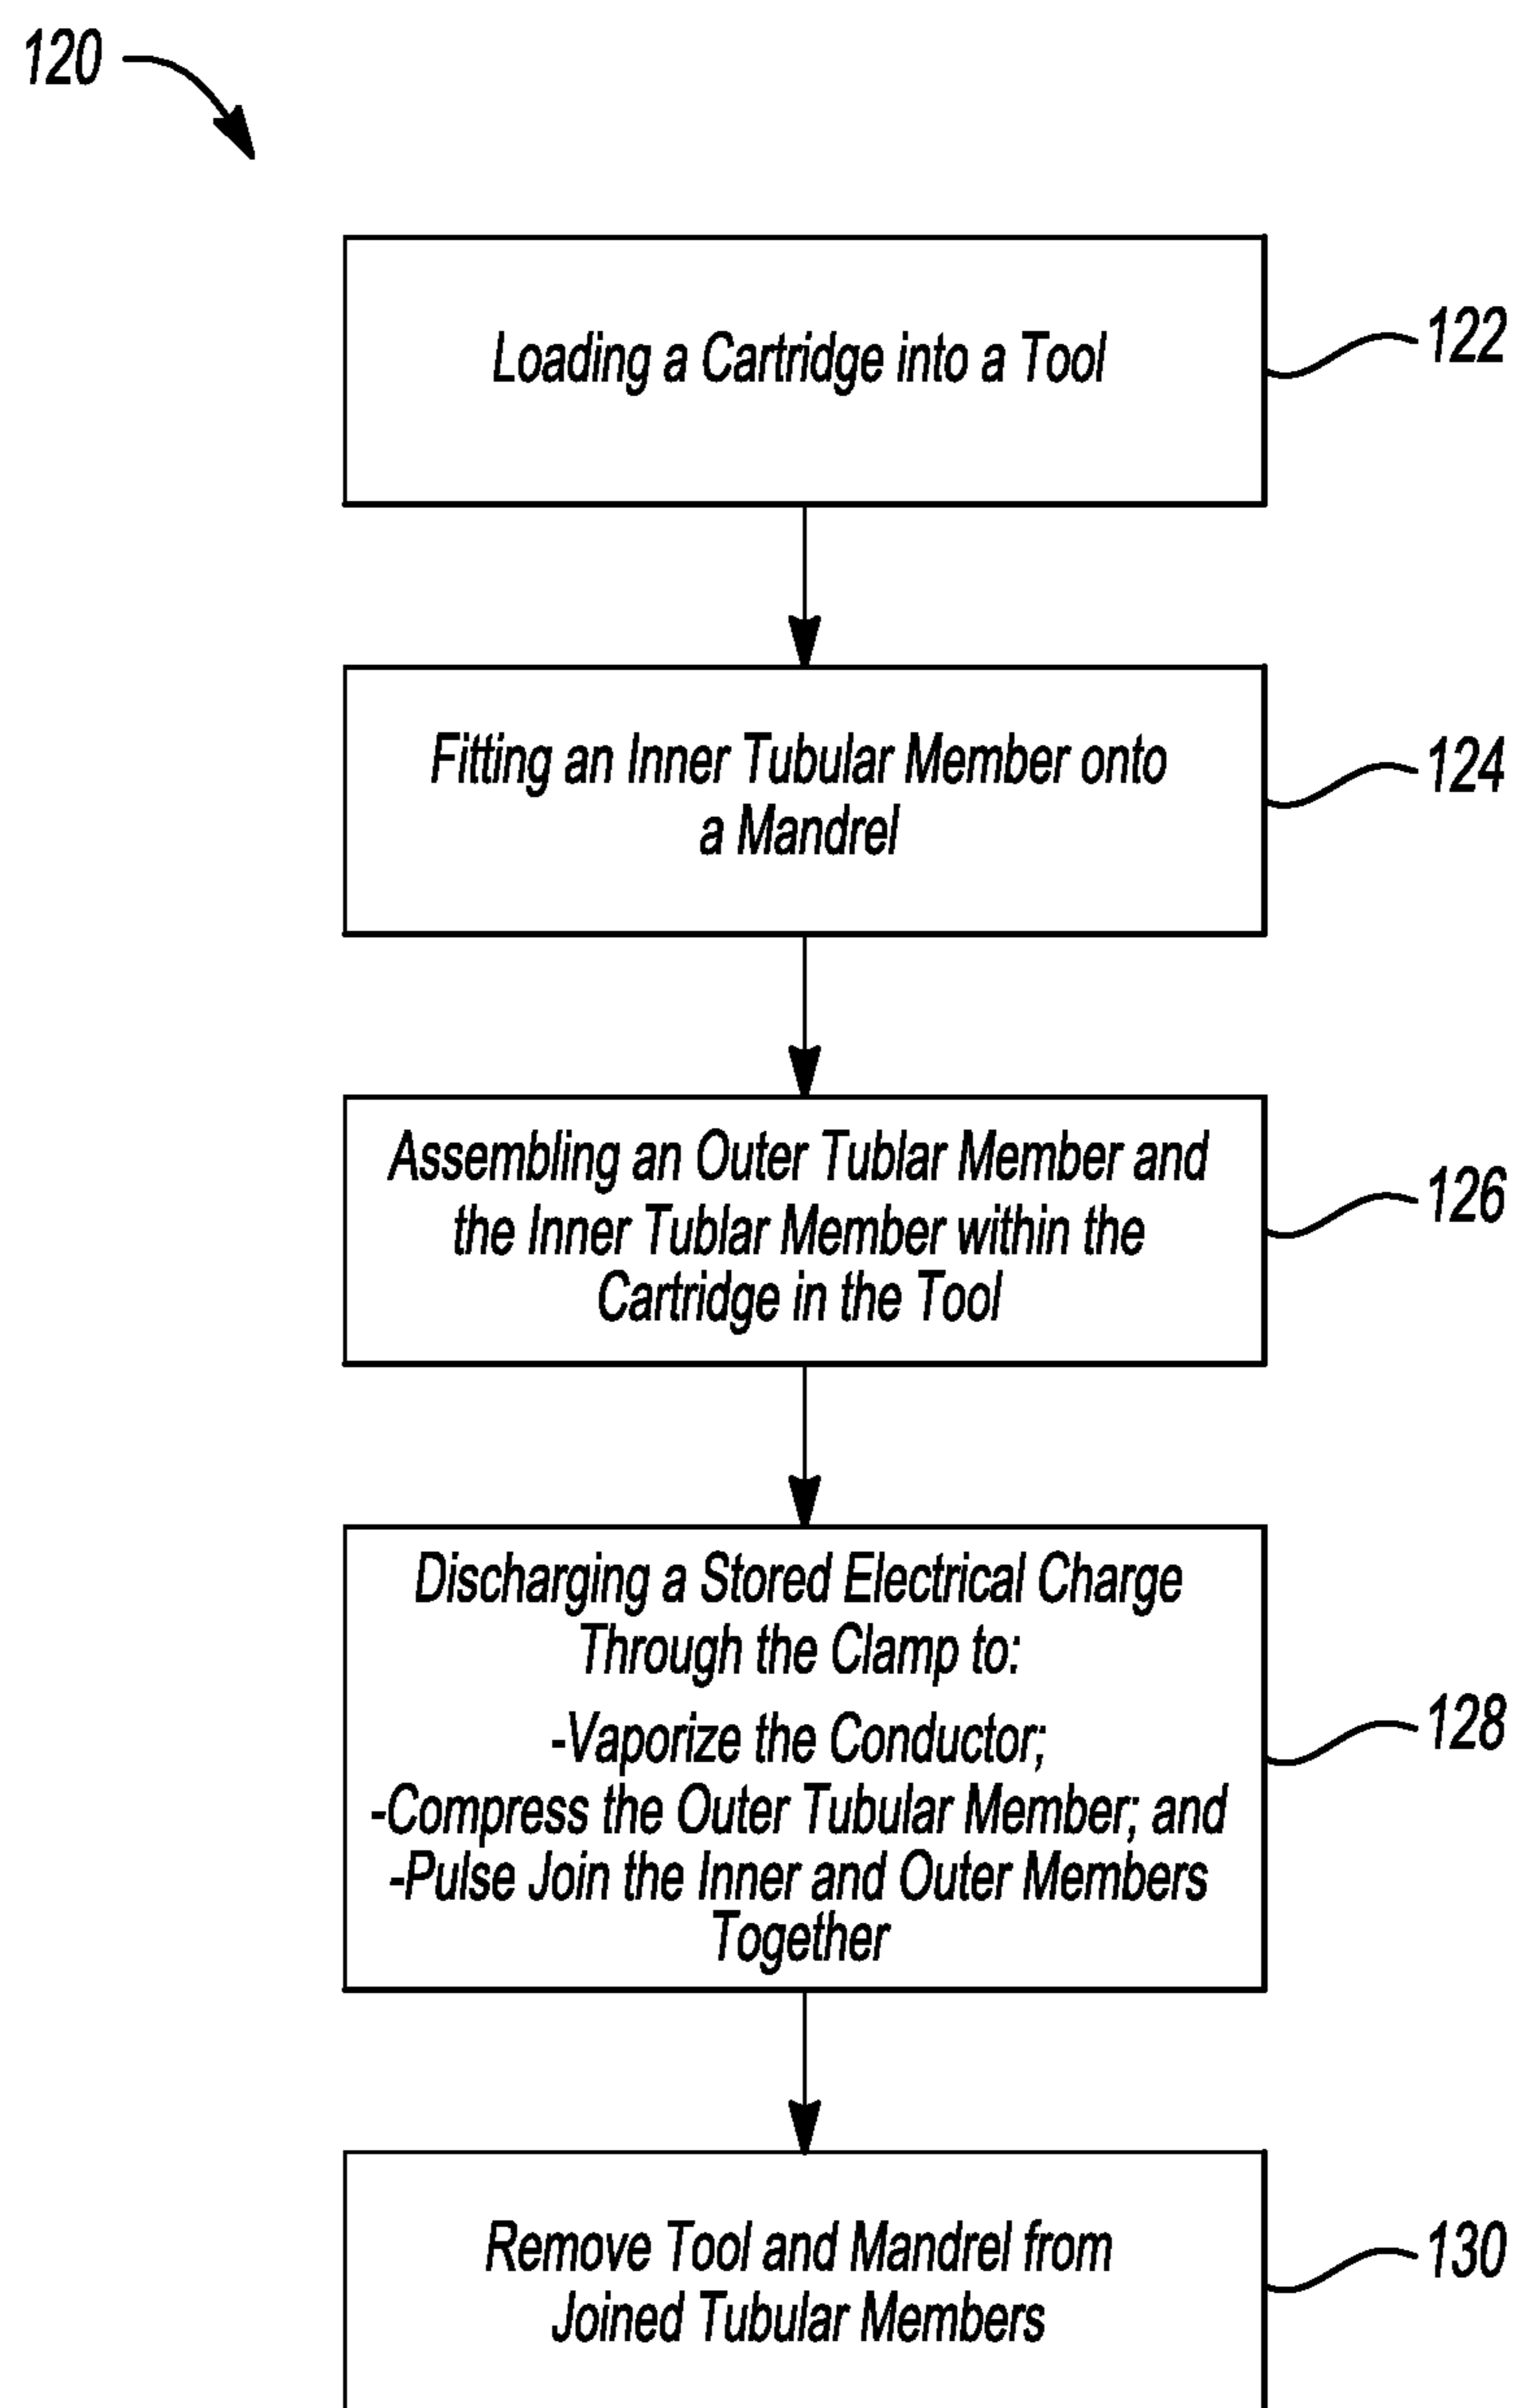 120
Loading a Cartridge into a Tool
122
Fitting an Inner Tubular Member onto
a Mandrel
124
Assembling an Outer Tublar Member and
the Inner Tublar Member within the
Cartridge in the Tool
126
Discharging a Stored Electrical Charge
Through the Clamp to:
-Vaporize the Conductor;
-Compress the Outer Tubular Member; and
-Pulse Join the Inner and Outer Members
Together
128
Remove Tool and Mandrel from
Joined Tubular Members
130